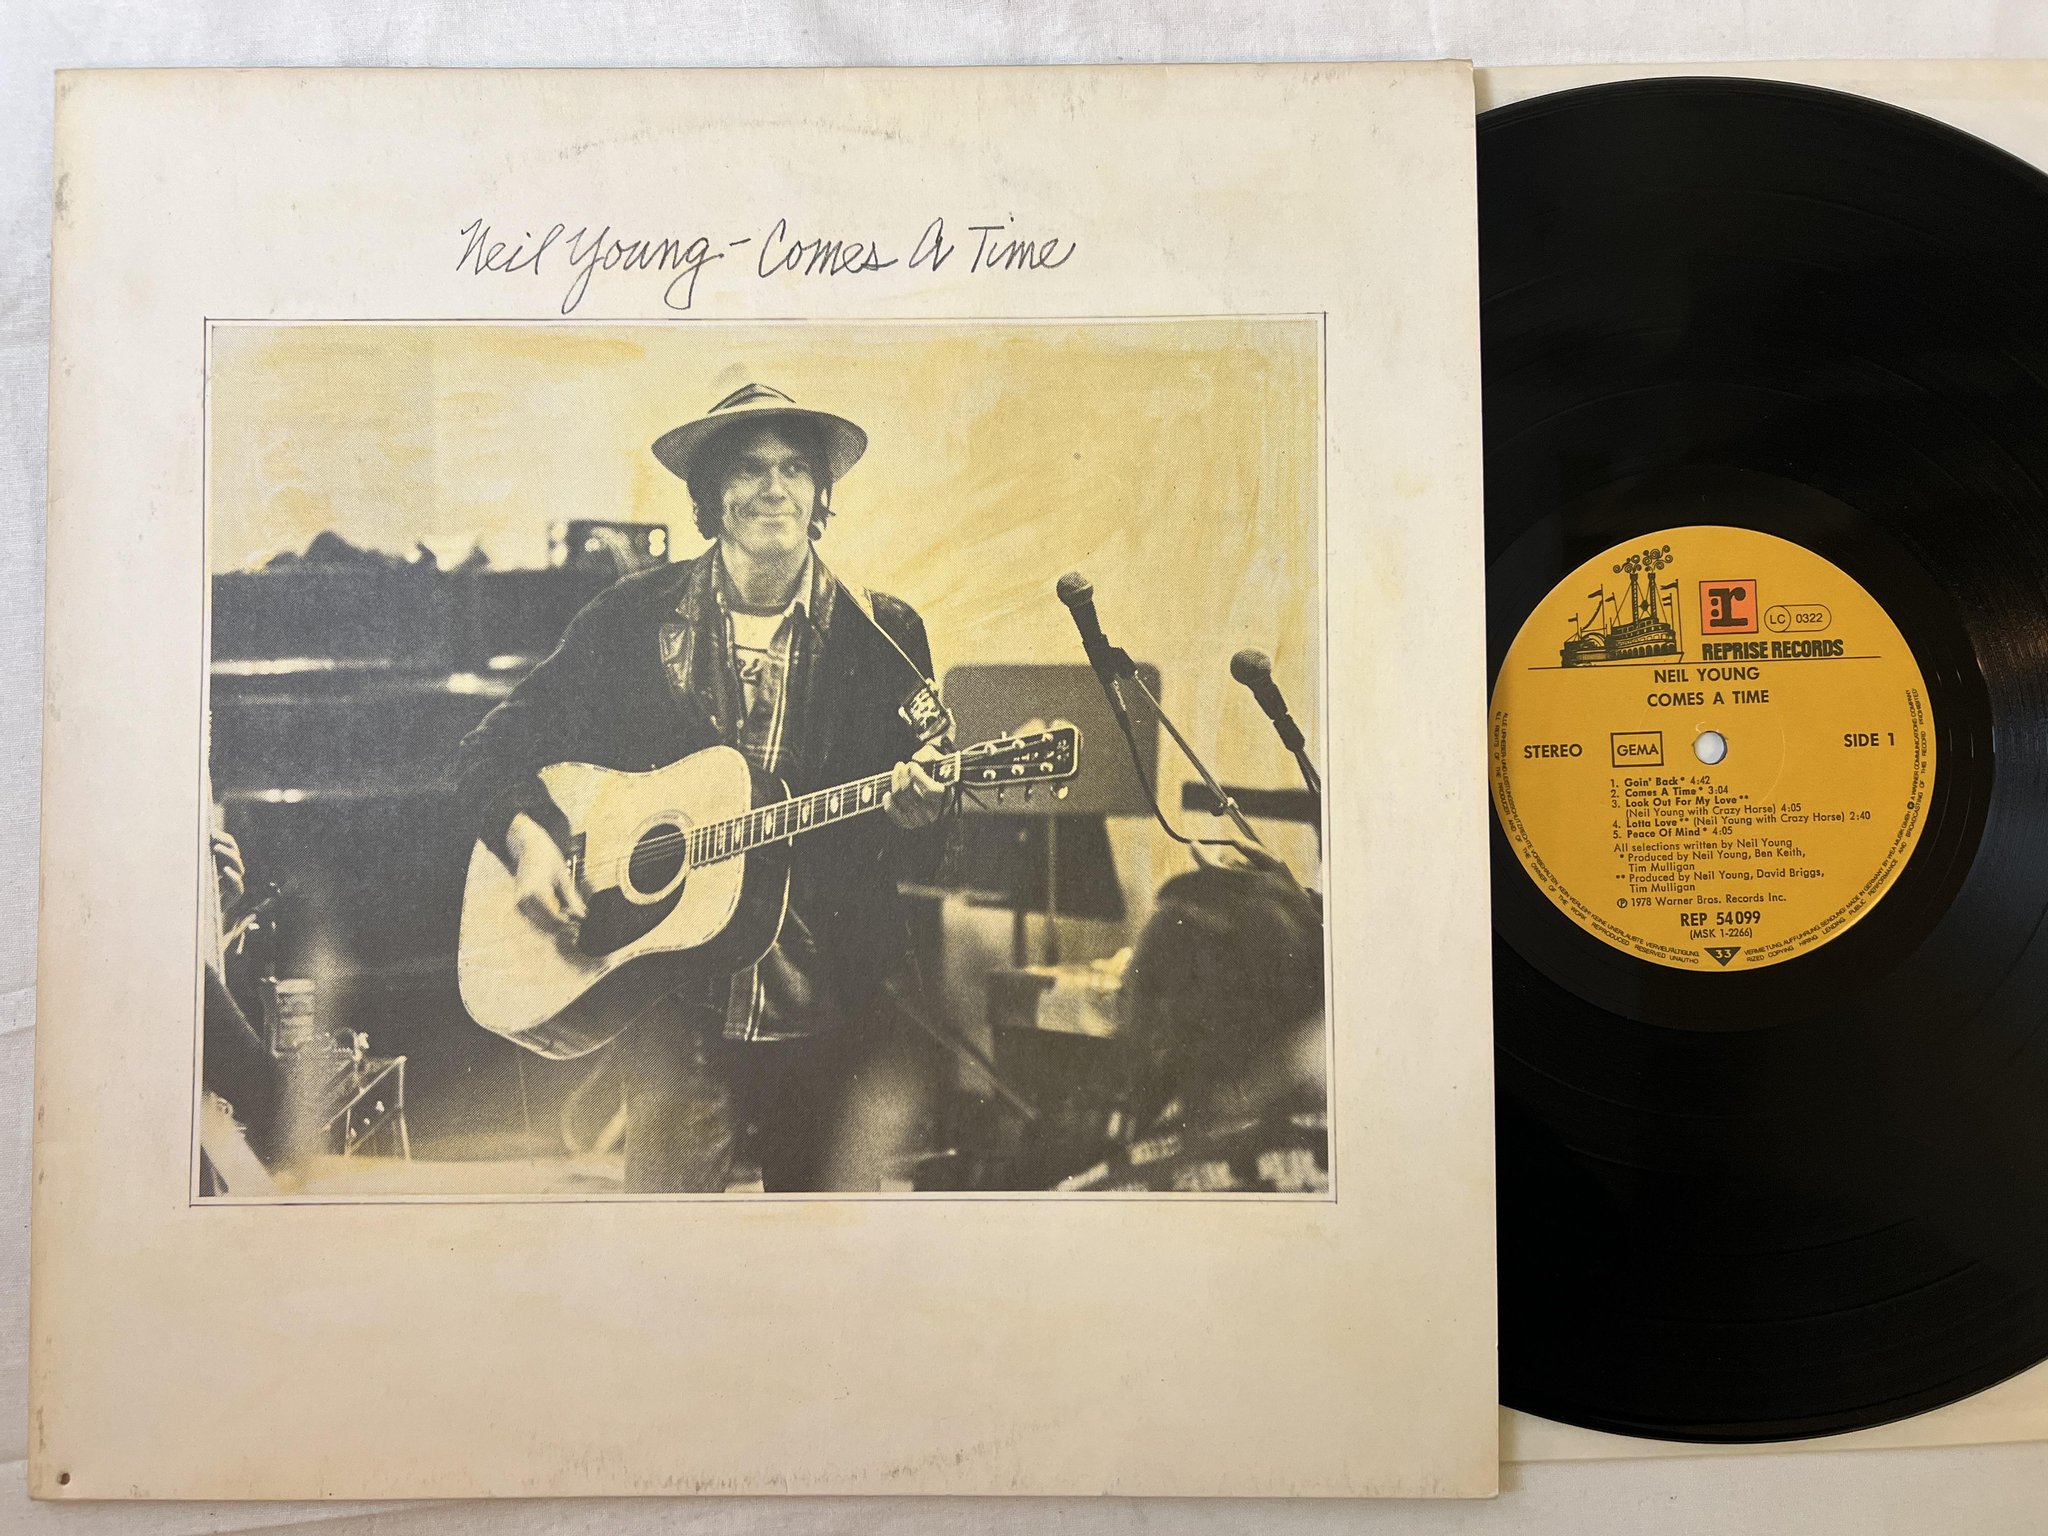 Neil Young - Comes A Time
r
LC 0322
REPRISE RECORDS
NEIL YOUNG
COMES A TIME
STEREO GEMA SIDE 1
1. Goin' Back * 4:42
2. Comes A Time * 3:04
3. Look Out For My Love **
(Neil Young with Crazy Horse) 4:05
4. Lotta Love ** (Neil Young with Crazy Horse) 2:40
5. Peace Of Mind * 4:05
All selections written by Neil Young
* Produced by Neil Young, Ben Keith,
Tim Mulligan
** Produced by Neil Young, David Briggs,
Tim Mulligan
Ⓟ 1978 Warner Bros. Records Inc.
REP 54 099
(MSK 1-2266)
33